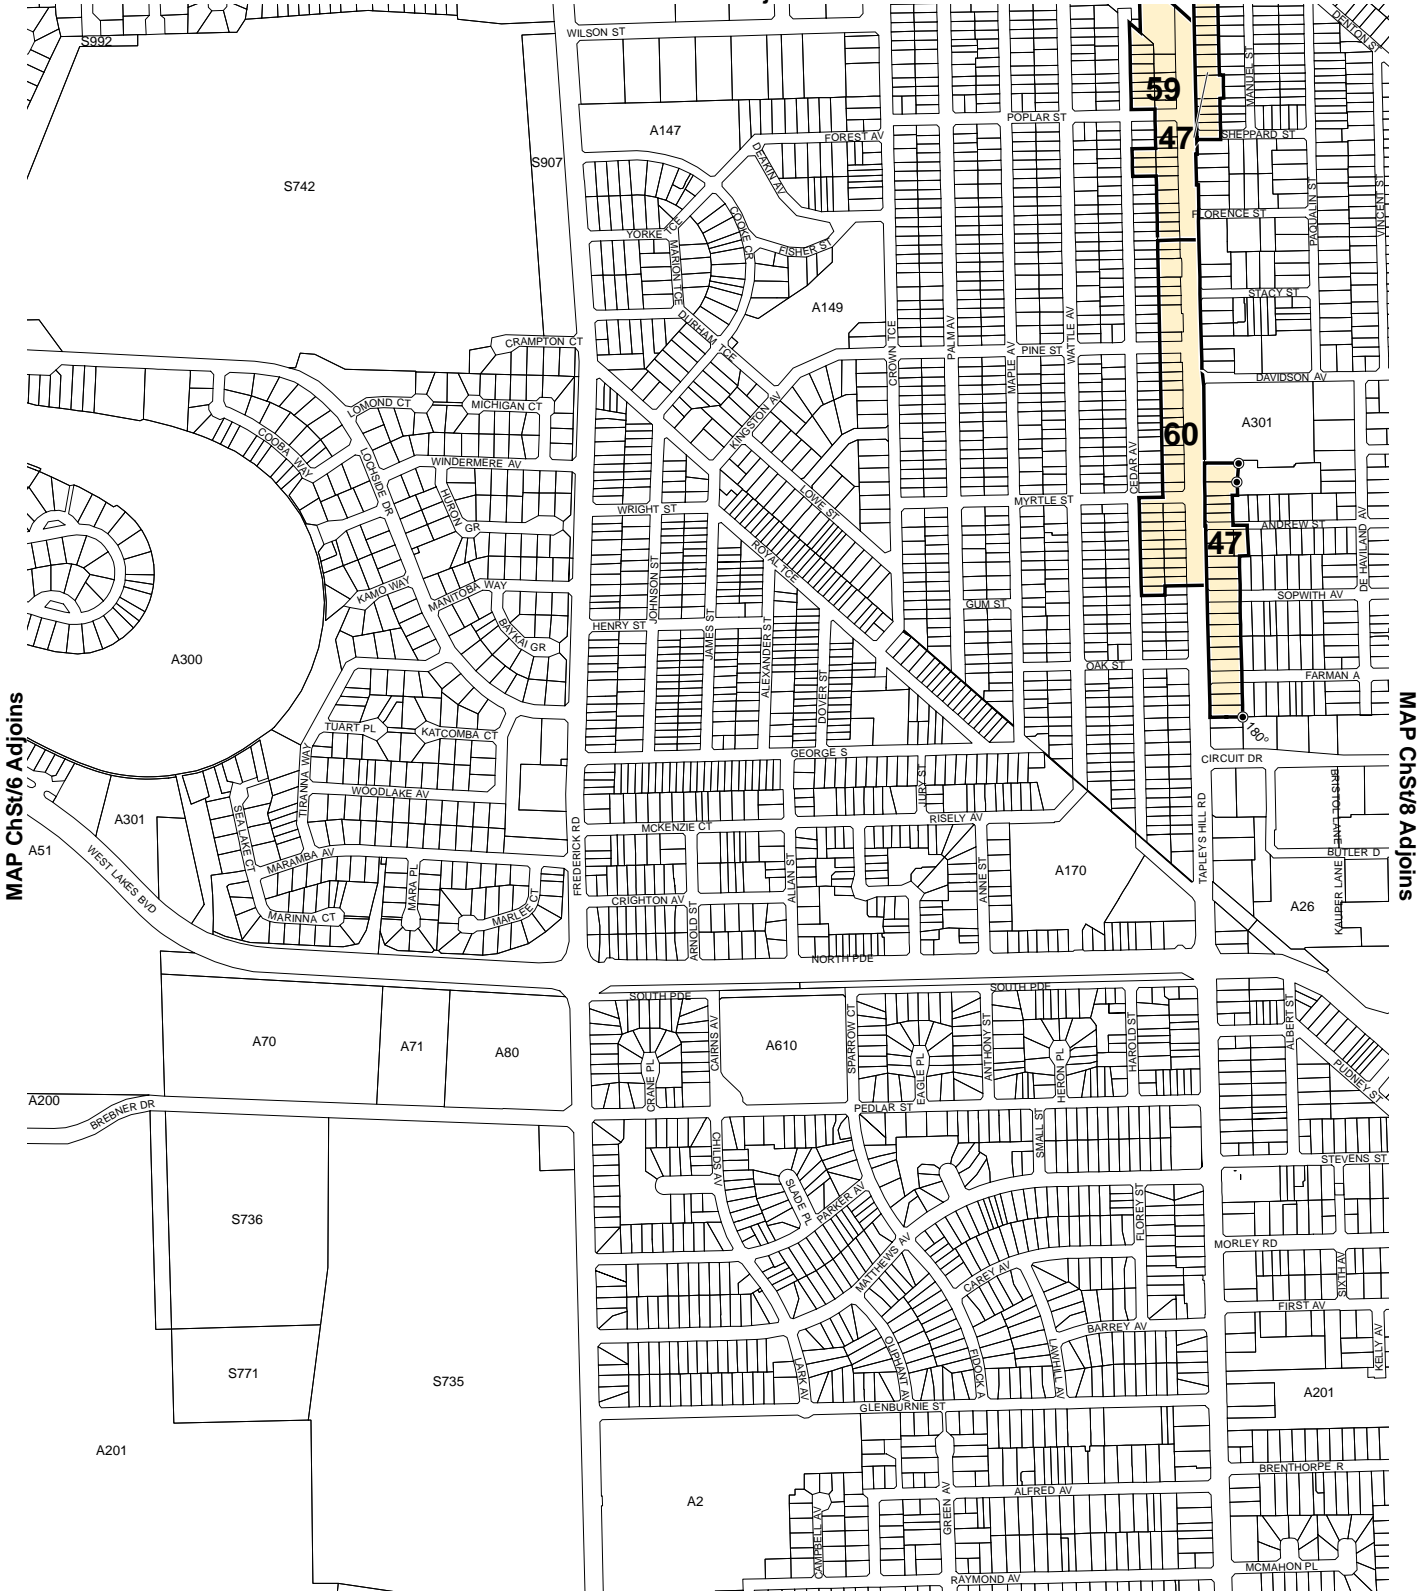 WILSON ST
DENTON ST
S992
59
MANUEL ST
POPLAR ST
A147
FOREST AV
47
SHEPPARD ST
S907
DEAKIN AV
S742
PAQUALIN ST
VINCENT ST
COOKE CR
FLORENCE ST
YORKE TCE
MARION TCE
FISHER ST
STACY ST
A149
DURHAM TCE
CROWN TCE
PALM AV
MAPLE AV
WATTLE AV
CRAMPTON CT
PINE ST
DAVIDSON AV
LOMOND CT
MICHIGAN CT
KINGSTON AV
A301
60
COOBA WAY
LOCHSIDE DR
WINDERMERE AV
CEDAR AV
HURON GR
LOWE ST
MYRTLE ST
WRIGHT ST
ANDREW ST
DE HAVILAND AV
47
ROYAL TCE
KAMO WAY
MANITOBA WAY
JOHNSON ST
SOPWITH AV
GUM ST
HENRY ST
BAYKAI GR
JAMES ST
ALEXANDER ST
A300
OAK ST
FARMAN A
DOVER ST
MAP ChSt/6 Adjoins
MAP ChSt/8 Adjoins
TUART PL
KATCOMBA CT
180º
GEORGE S
CIRCUIT DR
TIRANNA WAY
WOODLAKE AV
JURY ST
TAPLEYS HILL RD
BRISTOL LANE
A301
SEA LAKE CT
MCKENZIE CT
RISELY AV
FREDERICK RD
A51
WEST LAKES BVD
MARAMBA AV
BUTLER D
ALLAN ST
ANNE ST
A170
MARA PL
KAUPER LANE
CRIGHTON AV
A26
MARINNA CT
MARLEE CT
ARNOLD ST
NORTH PDE
SOUTH PDE
SOUTH PDE
ALBERT ST
A70
A71
A80
CAIRNS AV
A610
SPARROW CT
ANTHONY ST
HAROLD ST
CRANE PL
EAGLE PL
HERON PL
PUDNEY ST
A200
BREBNER DR
PEDLAR ST
SMALL ST
CHILDS AV
STEVENS ST
SLADE PL
PARKER AV
FLOREY ST
S736
MATTHEWS AV
MORLEY RD
CAREY AV
SIXTH AV
FIRST AV
BARREY AV
KELLY AV
OLIPHANT AV
FIDOCK A
LAWHILL AV
LARK AV
S771
S735
A201
GLENBURNIE ST
A201
BRENTHORPE R
ALFRED AV
GREEN AV
A2
CAMPBELL AV
MCMAHON PL
RAYMOND AV